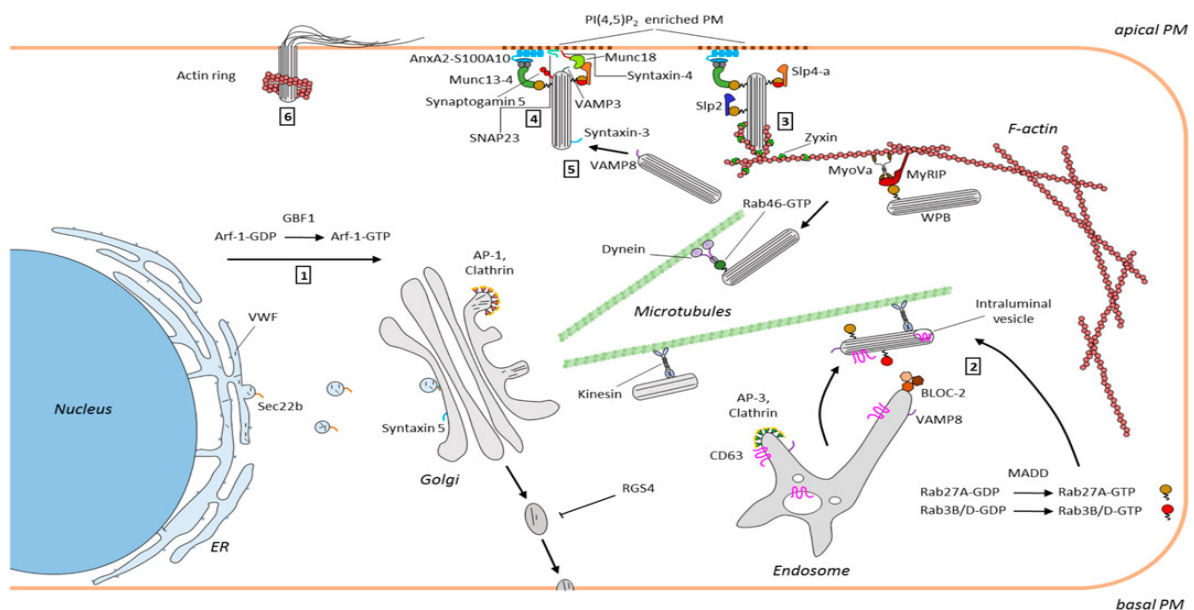 PI(4,5)P₂ enriched PM
apical PM
AnxA2-S100A10
Munc18
Actin ring
Munc13-4
Syntaxin-4
Slp4-a
Synaptogamin 5
VAMP3
Slp2
6
4
3
SNAP23
Syntaxin-3
Zyxin
F-actin
5
VAMP8
MyoVa
MyRIP
Rab46-GTP
WPB
GBF1
Arf-1-GDP
Arf-1-GTP
Dynein
1
AP-1,
Clathrin
Microtubules
Intraluminal
vesicle
VWF
2
Kinesin
BLOC-2
Nucleus
Sec22b
AP-3,
Clathrin
VAMP8
Syntaxin 5
CD63
Golgi
MADD
RGS4
Rab27A-GDP
Rab27A-GTP
Rab3B/D-GDP
Rab3B/D-GTP
ER
Endosome
basal PM